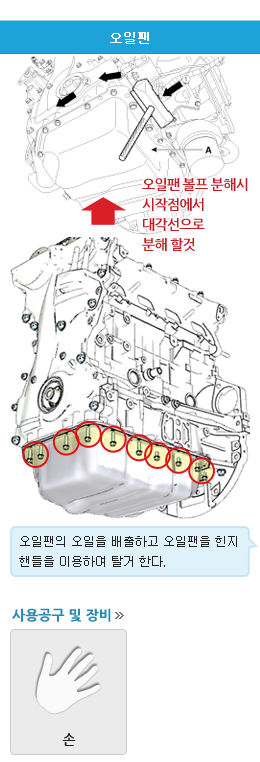 오일팬
②
①
A
오일팬 볼프 분해시
시작점에서
대각선으로
분해 할것
오일팬의 오일을 배출하고 오일팬을 힌지
핸들을 이용하여 탈거 한다.
사용공구 및 장비 »
손